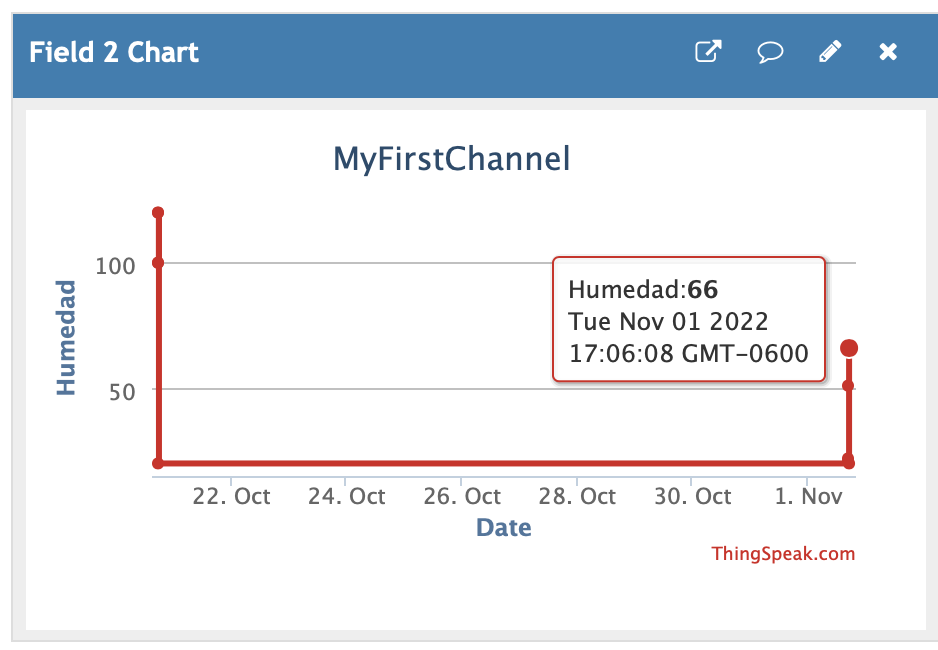 Field 2 Chart
MyFirstChannel
Humedad
100
50
Humedad:66
Tue Nov 01 2022
17:06:08 GMT−0600
22. Oct
24. Oct
26. Oct
28. Oct
30. Oct
1. Nov
Date
ThingSpeak.com